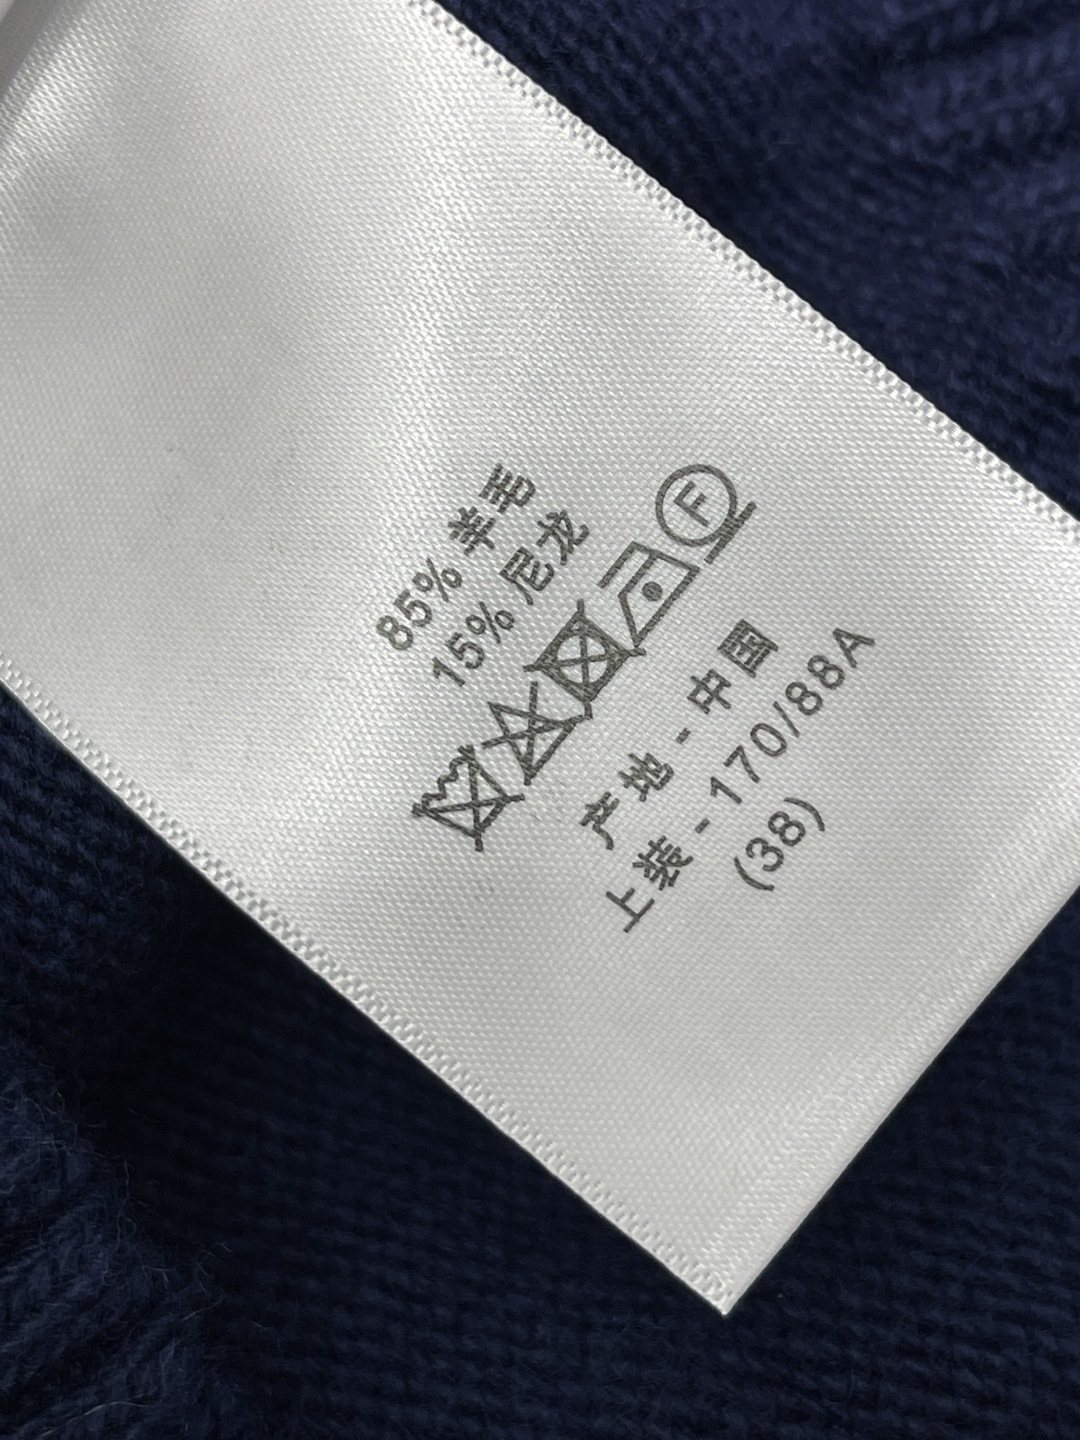 85% 羊毛
15% 尼龙
F
产地 - 中国
上装 - 170/88A
(38)